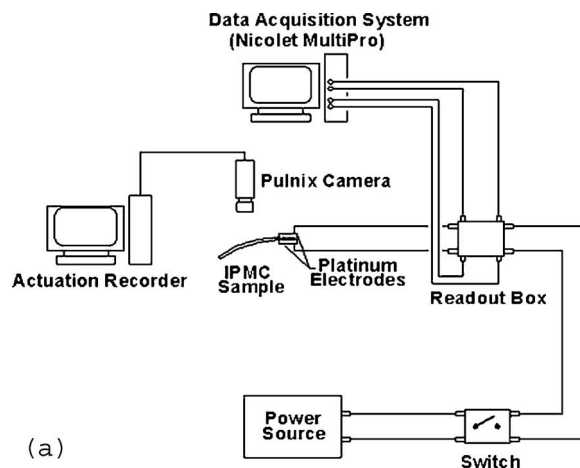 Data Acquisition System
(Nicolet MultiPro)
Pulnix Camera
Actuation Recorder
IPMC
Sample
Platinum
Electrodes
Readout Box
Power
Source
Switch
(a)